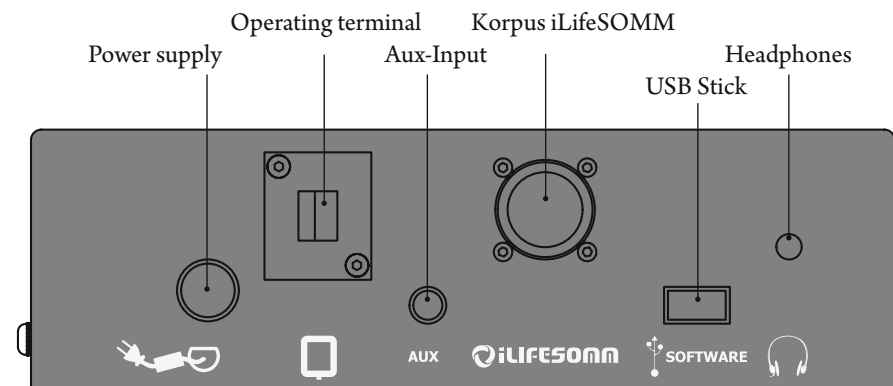 Operating terminal
Korpus iLifeSOMM
Power supply
Aux-Input
Headphones
USB Stick
AUX
iLIFESOMM
SOFTWARE